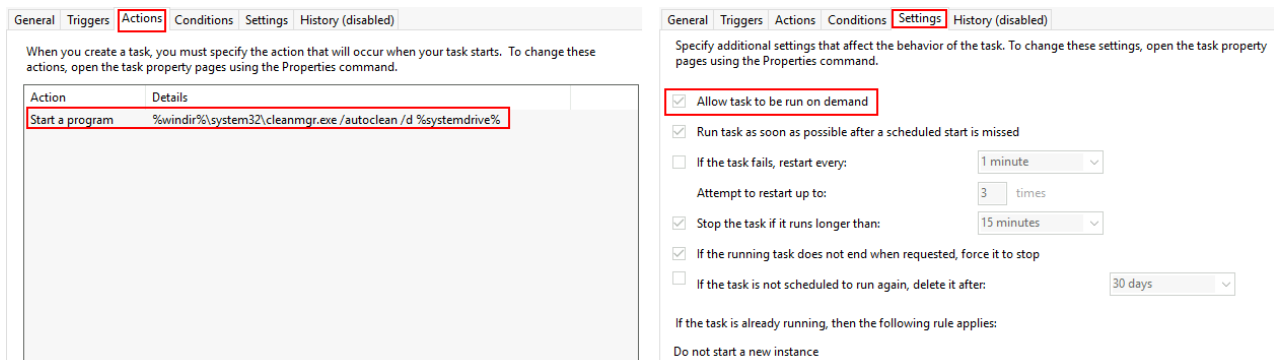 General Triggers Actions Conditions Settings History (disabled)
When you create a task, you must specify the action that will occur when your task starts. To change these
actions, open the task property pages using the Properties command.
Action Details
Start a program %windir%\system32\cleanmgr.exe /autoclean /d %systemdrive%
General Triggers Actions Conditions Settings History (disabled)
Specify additional settings that affect the behavior of the task. To change these settings, open the task property
pages using the Properties command.
Allow task to be run on demand
Run task as soon as possible after a scheduled start is missed
If the task fails, restart every: 1 minute
Attempt to restart up to: 3 times
Stop the task if it runs longer than: 15 minutes
If the running task does not end when requested, force it to stop
If the task is not scheduled to run again, delete it after: 30 days
If the task is already running, then the following rule applies:
Do not start a new instance